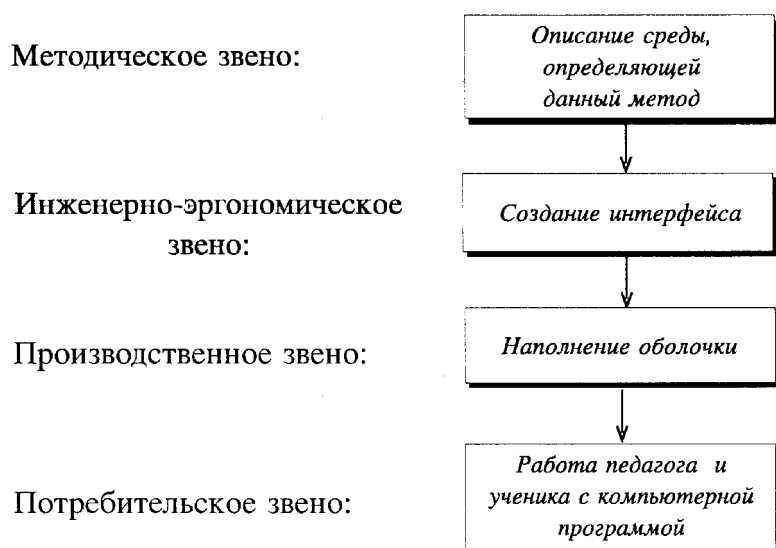 Методическое звено:
Описание среды,
определяющей
данный метод
Инженерно-эргономическое
звено:
Создание интерфейса
Производственное звено:
Наполнение оболочки
Потребительское звено:
Работа педагога и
ученика с компьютерной
программой